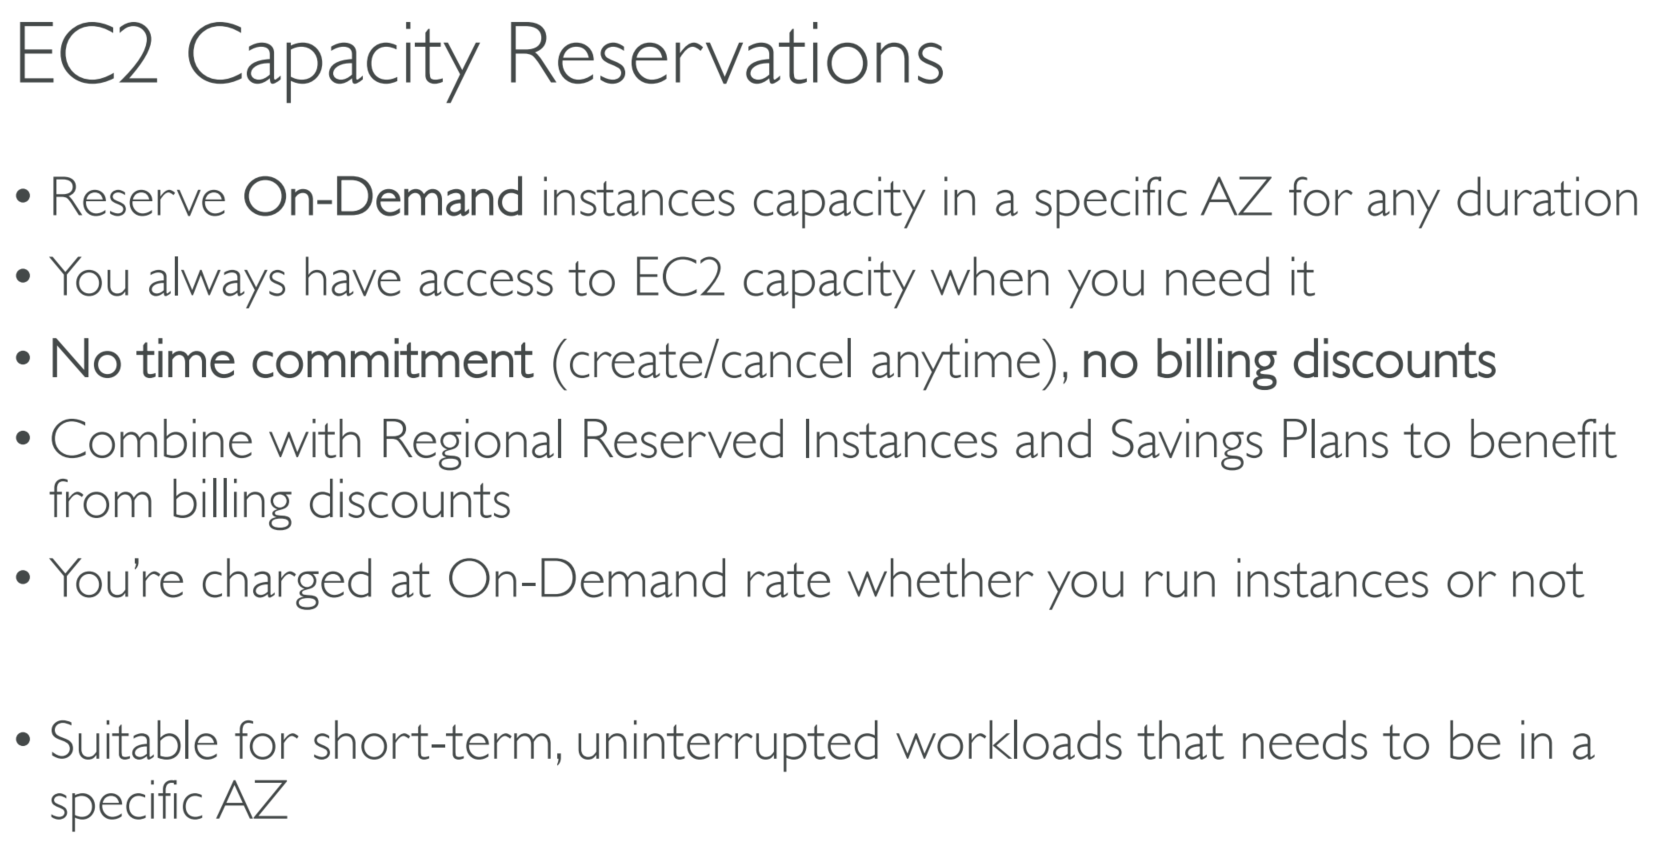 EC2 Capacity Reservations
• Reserve On-Demand instances capacity in a specific AZ for any duration
• You always have access to EC2 capacity when you need it
• No time commitment (create/cancel anytime), no billing discounts
• Combine with Regional Reserved Instances and Savings Plans to benefit
from billing discounts
• You’re charged at On-Demand rate whether you run instances or not
• Suitable for short-term, uninterrupted workloads that needs to be in a
specific AZ